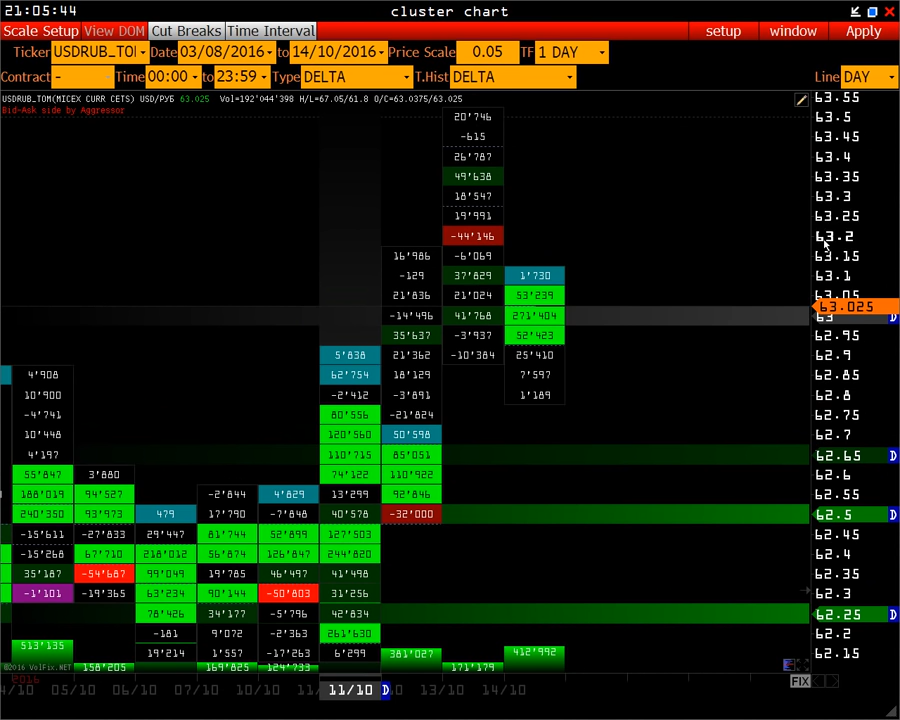 21:05:44 cluster chart
Scale Setup View DOM Cut Breaks Time Interval setup window Apply
Ticker USDRUB_TO Date 03/08/2016 to 14/10/2016 Price Scale 0.05 TF 1 DAY
Contract - Time 00:00 to 23:59 Type DELTA T.Hist DELTA Line DAY
USDRUB_TOM(MICEX CURR CETS) USD/РУБ 63.025 Vol=192'044'398 H/L=67.05/61.8 O/C=63.0375/63.025 63.55
Bid-Ask side by Aggressor
20'746 63.5
-615 63.45
26'787 63.4
49'638 63.35
18'547 63.3
19'991 63.25
-44'146 63.2
16'986 -6'069 63.15
-129 37'829 1'730 63.1
21'836 21'024 53'239 63.05
63.025
-14'496 41'768 271'404 63 D
35'637 -3'937 52'423 62.95
5'838 21'362 -10'384 25'410 62.9
4'908 62'754 18'129 7'597 62.85
10'900 -2'412 -3'891 1'189 62.8
-4'741 80'556 -21'824 62.75
10'448 120'560 50'598 62.7
4'197 110'715 85'051 62.65 D
55'847 3'880 74'122 110'922 62.6
188'019 94'527 -2'844 4'829 13'299 92'846 62.55
240'350 93'973 479 17'790 -7'848 40'578 -32'000 62.5 D
-15'611 -27'833 29'447 81'744 52'899 127'503 62.45
-15'268 67'710 218'012 56'874 126'847 244'820 62.4
35'187 -54'687 99'049 19'785 46'497 41'498 62.35
-1'101 -19'365 63'234 90'144 -50'803 31'256 62.3
78'426 34'177 -5'796 42'834 62.25 D
-181 9'072 -2'363 261'630 62.2
19'214 1'557 -17'263 6'299 62.15
513'135 381'027 412'992
©2016 VolFix.NET 158'205 169'825 124'733 171'179
2016 FIX
4/10 05/10 06/10 07/10 10/10 11/10 D 13/10 14/10